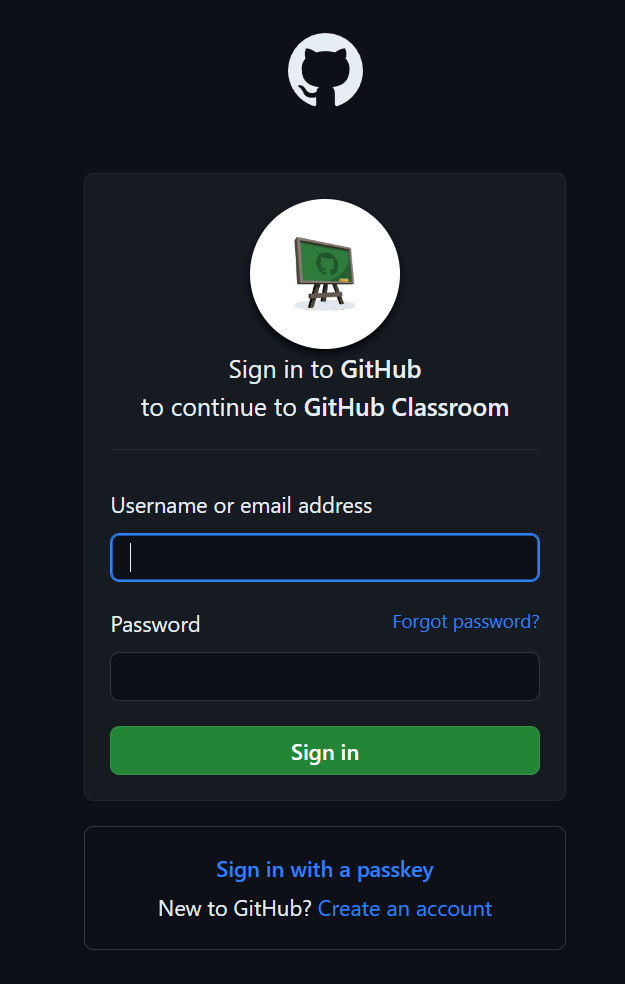 Sign in to GitHub
to continue to GitHub Classroom
Username or email address
Password
Forgot password?
Sign in
Sign in with a passkey
New to GitHub? Create an account